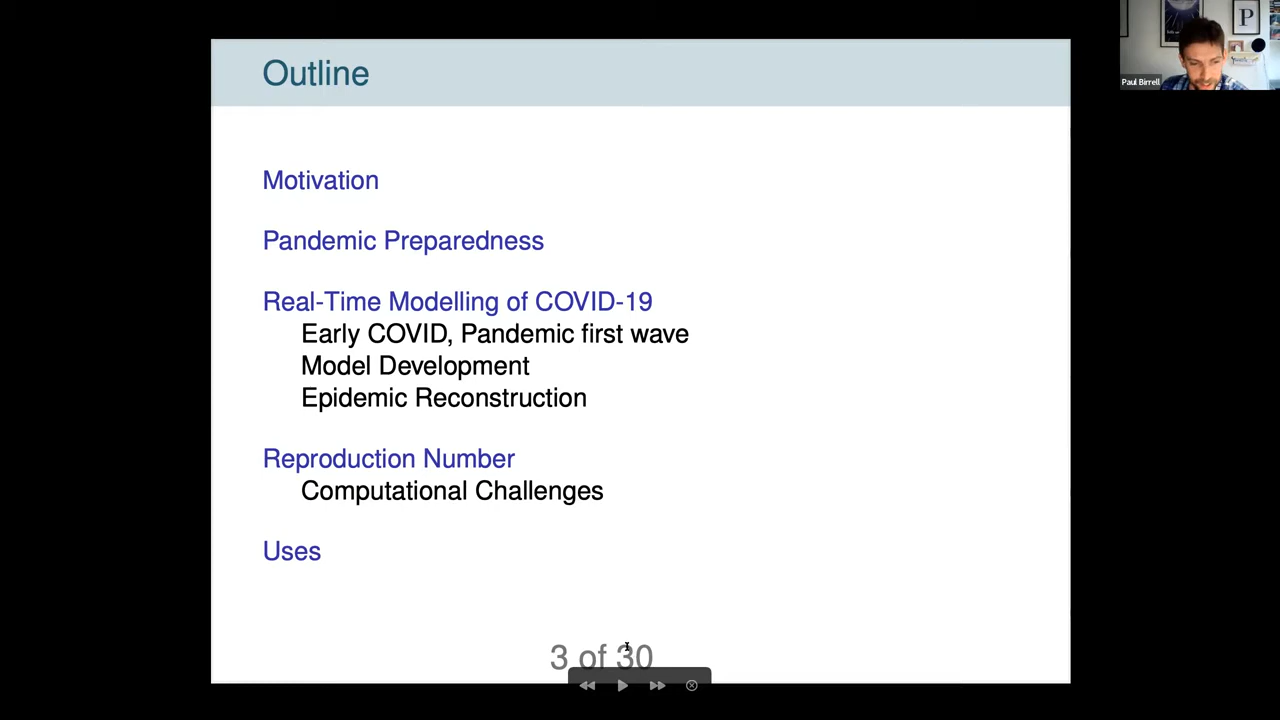 Outline
Motivation
Pandemic Preparedness
Real-Time Modelling of COVID-19
Early COVID, Pandemic first wave
Model Development
Epidemic Reconstruction
Reproduction Number
Computational Challenges
Uses
3 of 30
Paul Birrell
P